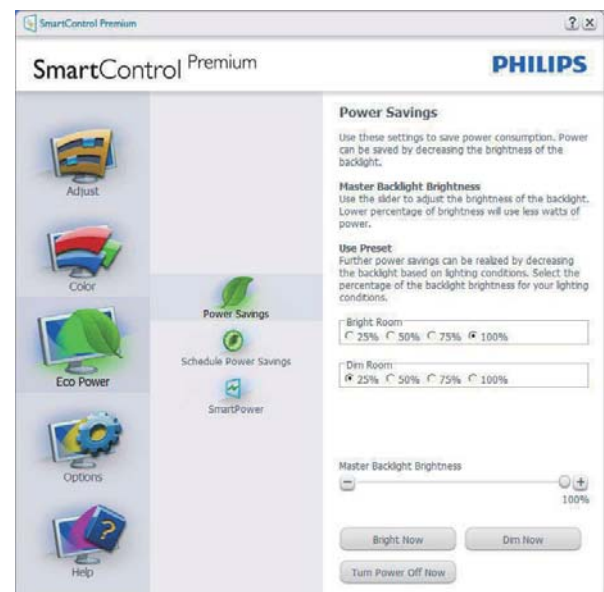 SmartControl Premium
SmartControl Premium
PHILIPS
Adjust
Color
Eco Power
Options
Help
Power Savings
Schedule Power Savings
SmartPower
Power Savings
Use these settings to save power consumption. Power
can be saved by decreasing the brightness of the
backlight.
Master Backlight Brightness
Use the slider to adjust the brightness of the backlight.
Lower percentage of brightness will use less watts of
power.
Use Preset
Further power savings can be realized by decreasing
the backlight based on lighting conditions. Select the
percentage of the backlight brightness for your lighting
conditions.
Bright Room
25% 50% 75% 100%
Dim Room
25% 50% 75% 100%
Master Backlight Brightness
100%
Bright Now Dim Now
Turn Power Off Now